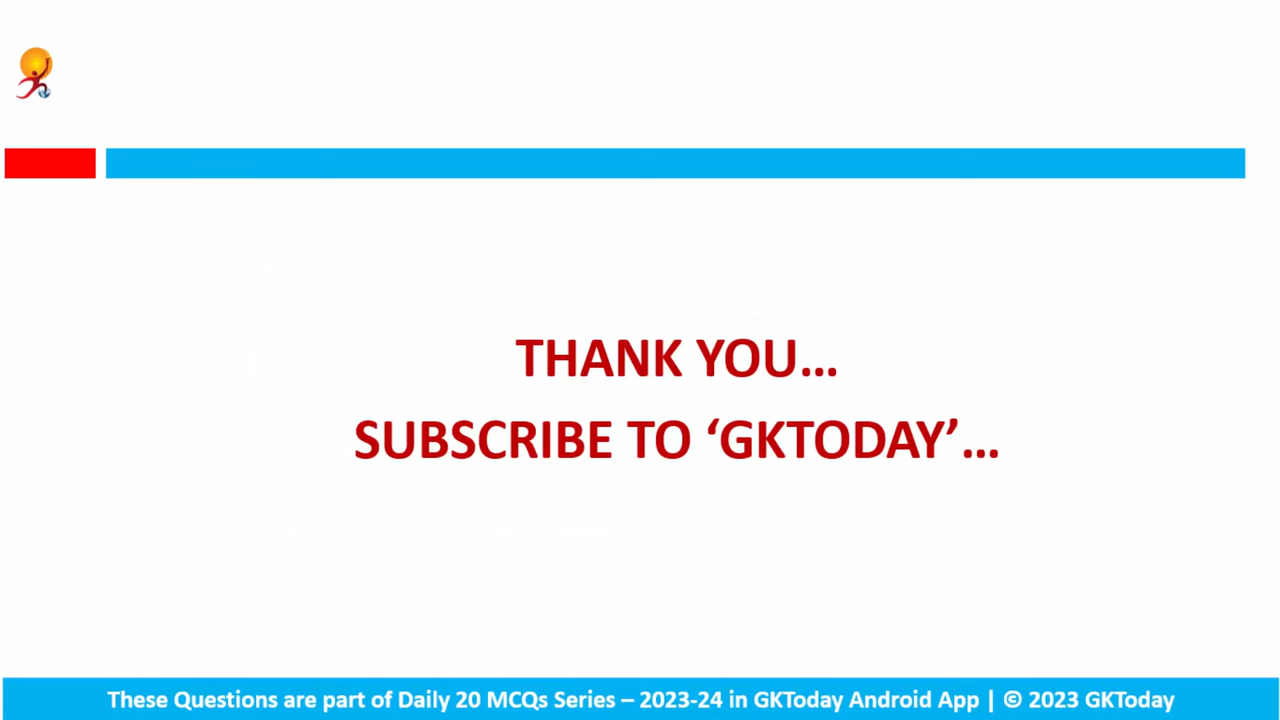 THANK YOU…
SUBSCRIBE TO ‘GKTODAY’…
These Questions are part of Daily 20 MCQs Series – 2023-24 in GKToday Android App | © 2023 GKToday